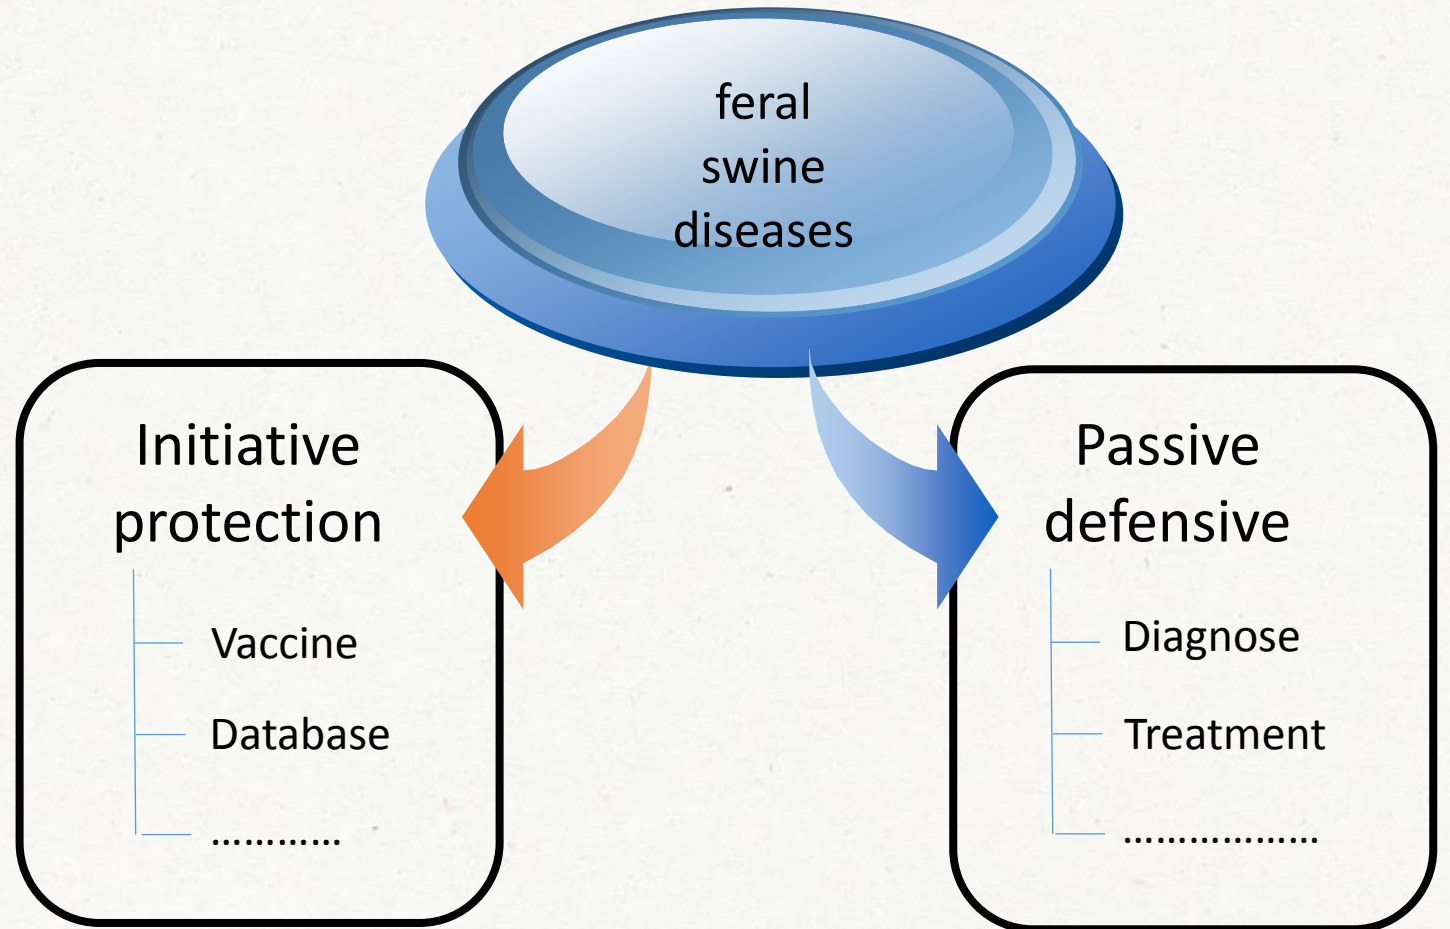 feral
swine
diseases
Initiative
protection
Vaccine
Database
…………
Passive
defensive
Diagnose
Treatment
………………